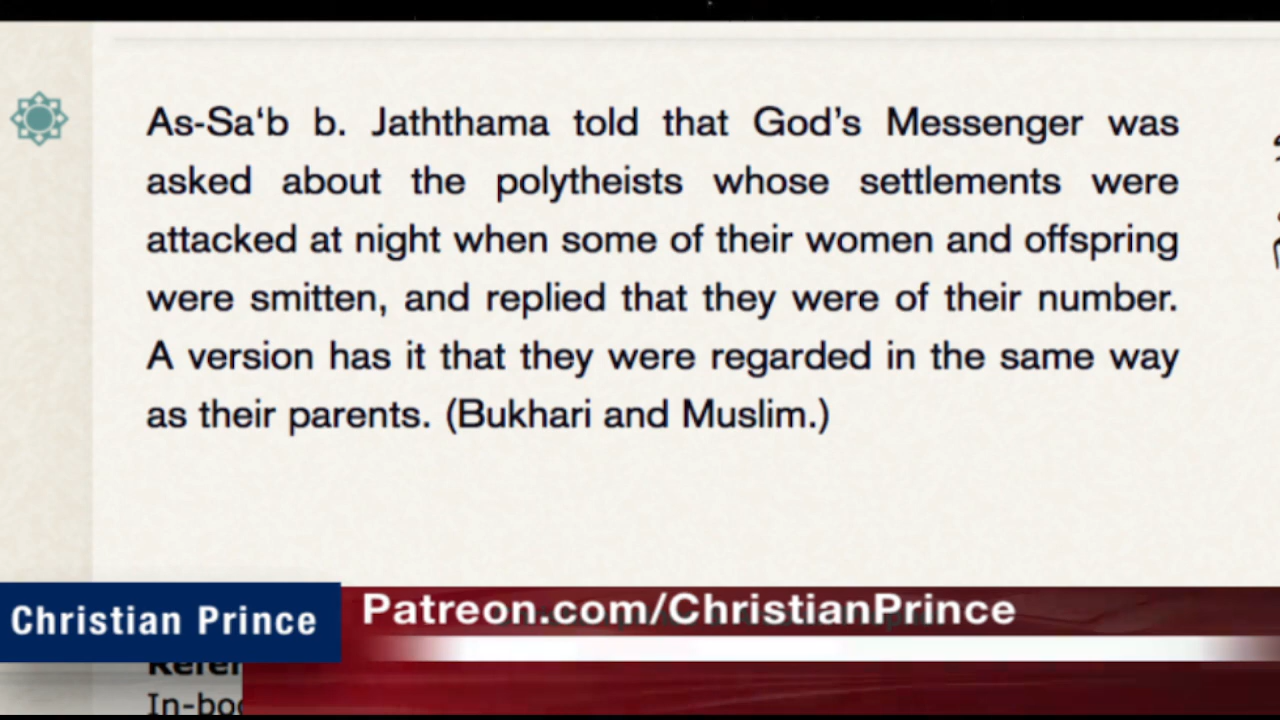 As-Sa‘b b. Jaththama told that God’s Messenger was
asked about the polytheists whose settlements were
attacked at night when some of their women and offspring
were smitten, and replied that they were of their number.
A version has it that they were regarded in the same way
as their parents. (Bukhari and Muslim.)
Christian Prince
Patreon.com/ChristianPrince